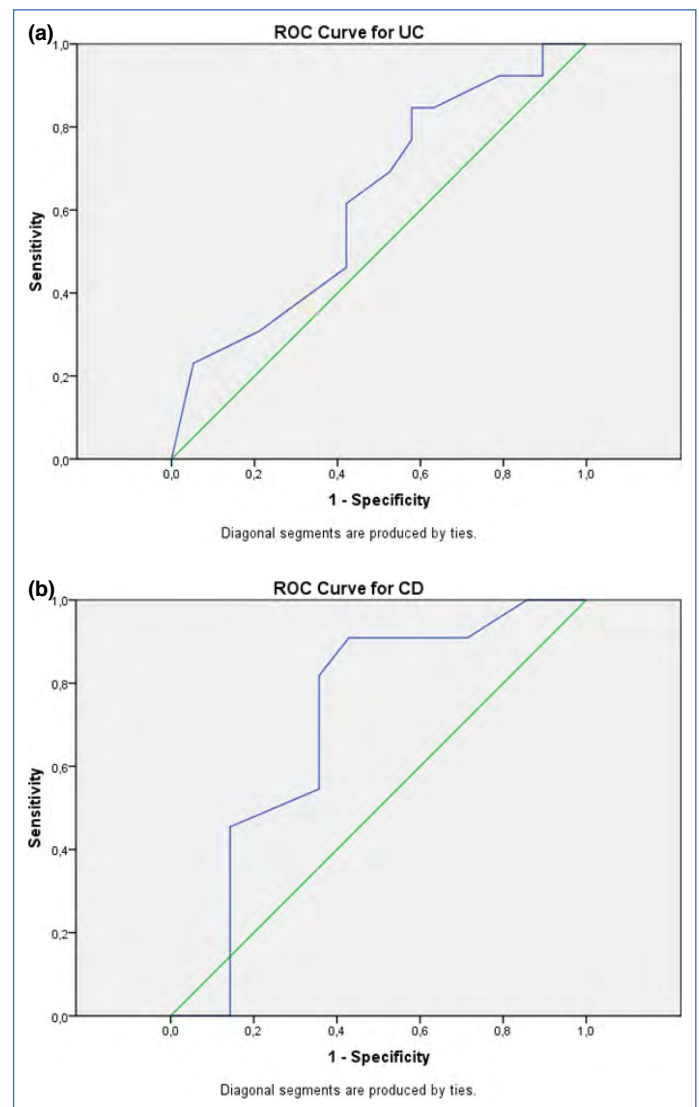 (a)
ROC Curve for UC
1,0
0,8
0,6
0,4
0,2
0,0
Sensitivity
0,0 0,2 0,4 0,6 0,8 1,0
1 - Specificity
Diagonal segments are produced by ties.
(b)
ROC Curve for CD
1,0
0,8
0,6
0,4
0,2
0,0
Sensitivity
0,0 0,2 0,4 0,6 0,8 1,0
1 - Specificity
Diagonal segments are produced by ties.